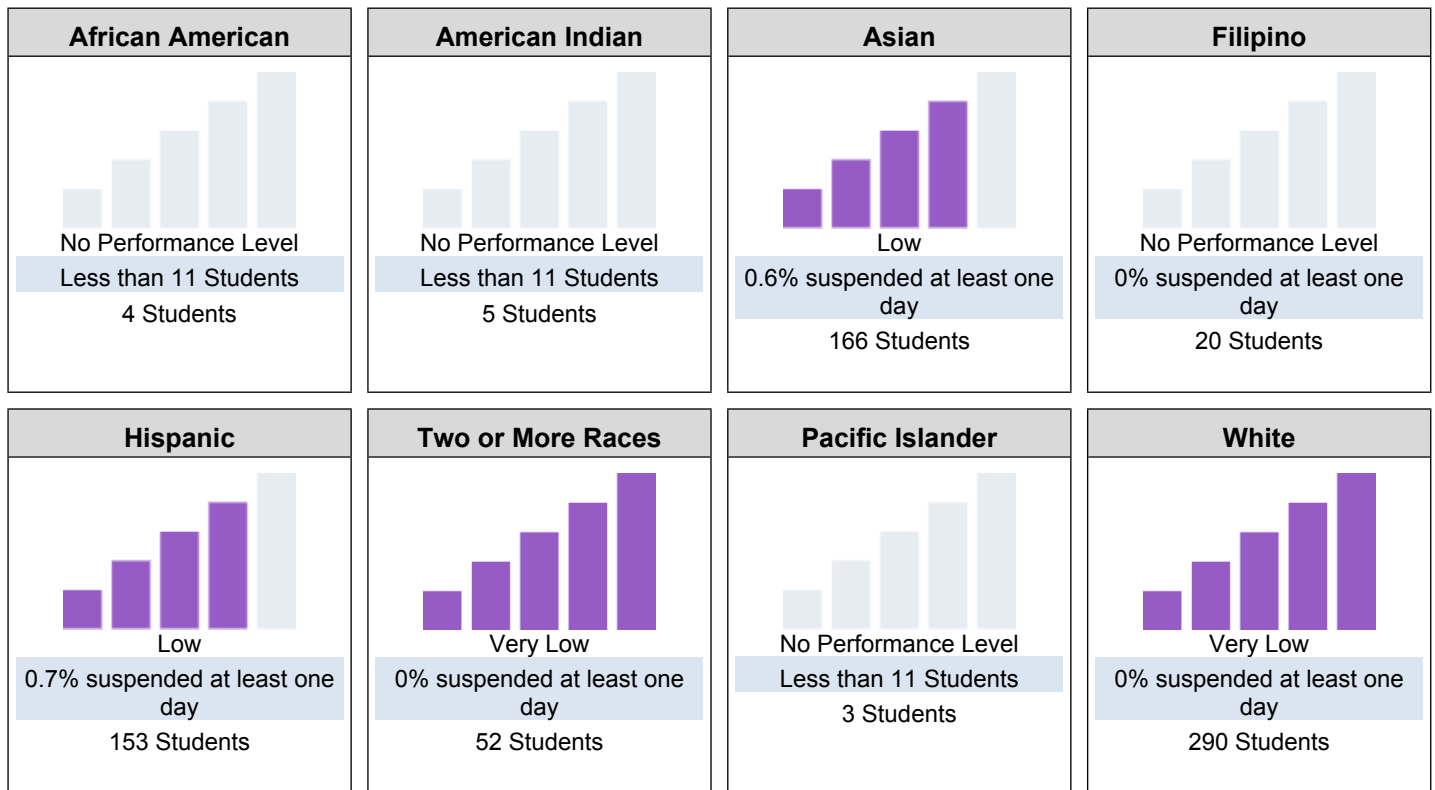 African American
No Performance Level
Less than 11 Students
4 Students
American Indian
No Performance Level
Less than 11 Students
5 Students
Asian
Low
0.6% suspended at least one
day
166 Students
Filipino
No Performance Level
0% suspended at least one
day
20 Students
Hispanic
Low
0.7% suspended at least one
day
153 Students
Two or More Races
Very Low
0% suspended at least one
day
52 Students
Pacific Islander
No Performance Level
Less than 11 Students
3 Students
White
Very Low
0% suspended at least one
day
290 Students